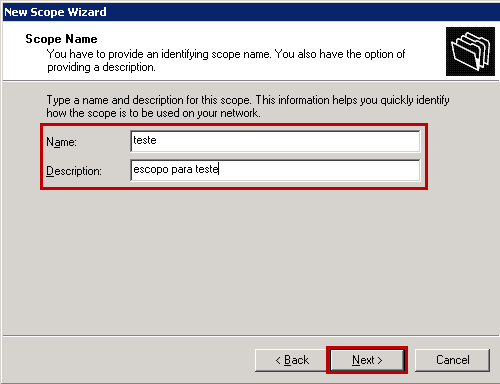 New Scope Wizard
Scope Name
You have to provide an identifying scope name. You also have the option of
providing a description.
Type a name and description for this scope. This information helps you quickly identify
how the scope is to be used on your network.
Name: teste
Description: escopo para teste
< Back Next > Cancel